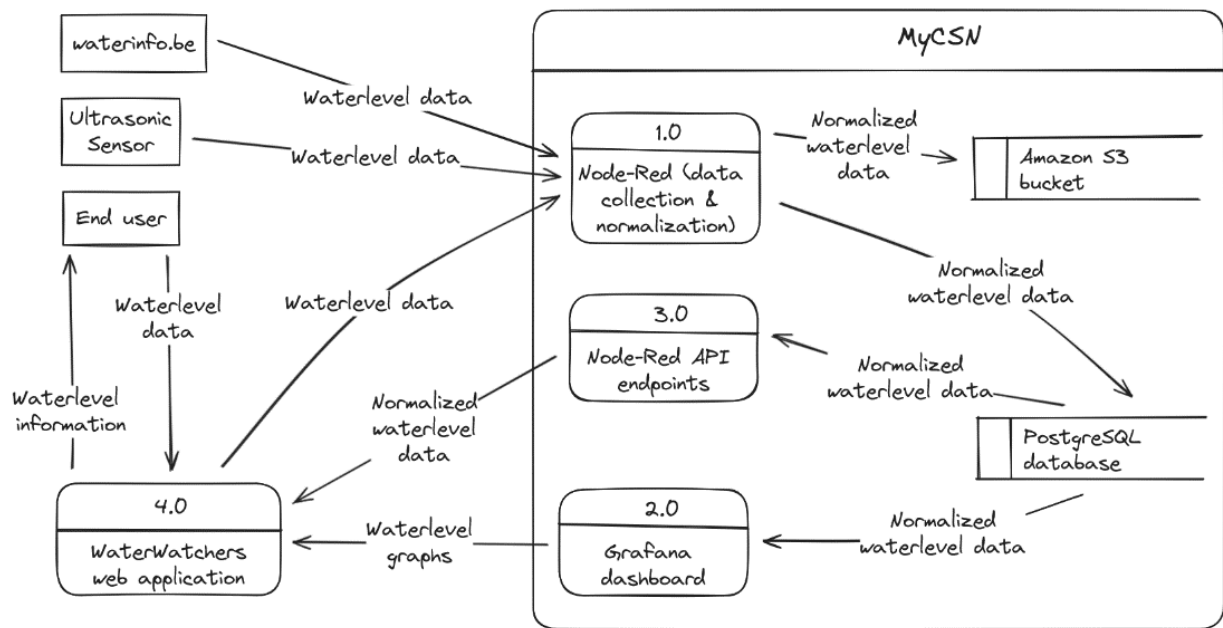 waterinfo.be
MyCSN
Waterlevel data
Ultrasonic
Sensor
Waterlevel data
1.0
Node-Red (data
collection &
normalization)
Normalized
waterlevel
data
Amazon S3
bucket
End user
Waterlevel
data
Waterlevel data
Normalized
waterlevel data
3.0
Node-Red API
endpoints
Normalized
waterlevel data
Waterlevel
information
Normalized
waterlevel
data
PostgreSQL
database
4.0
WaterWatchers
web application
Waterlevel
graphs
2.0
Grafana
dashboard
Normalized
waterlevel data